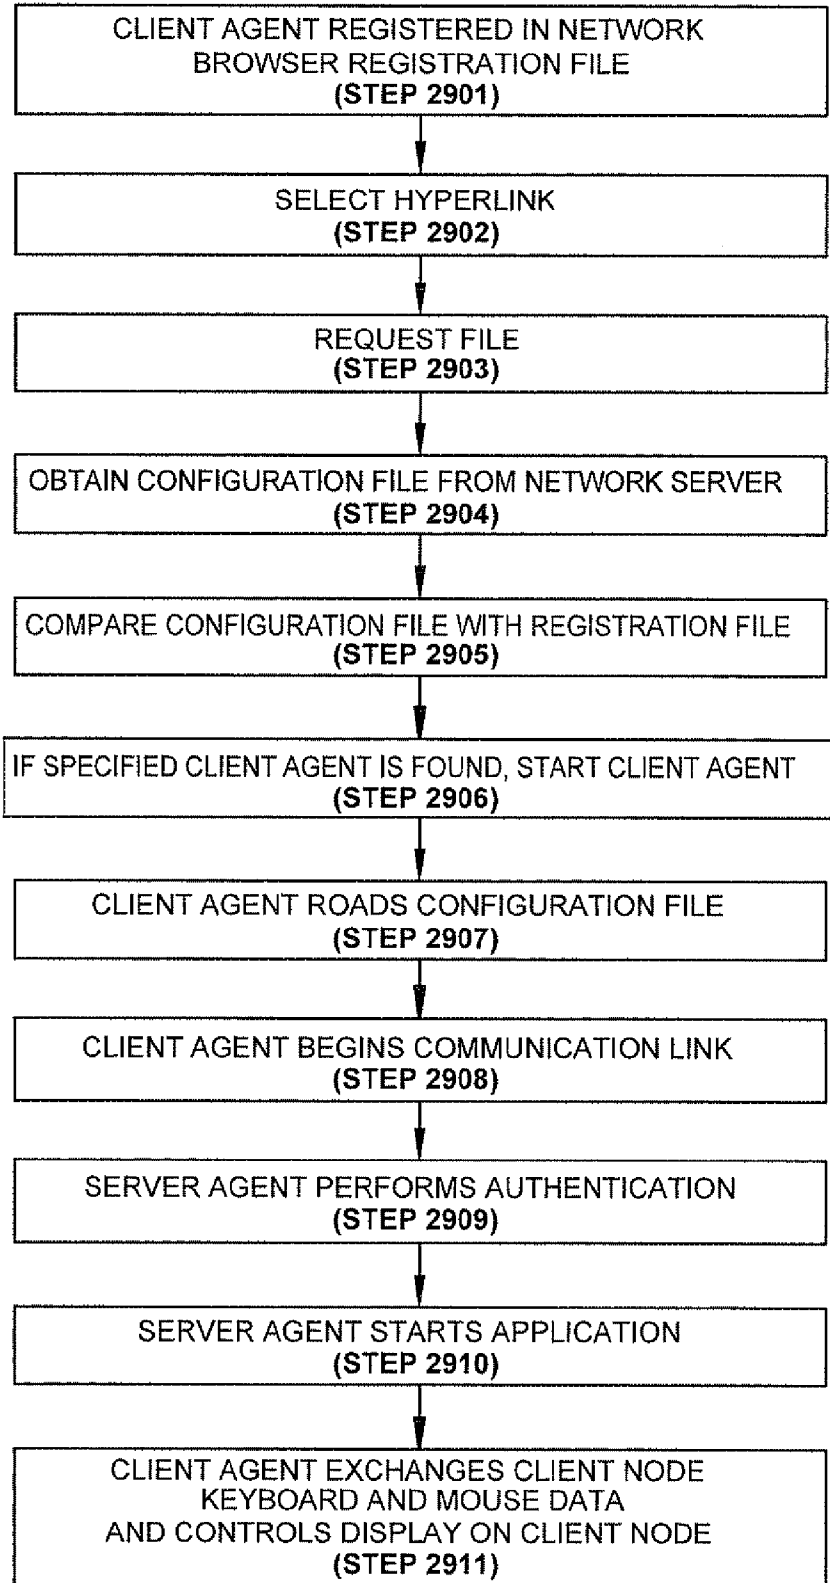 CLIENT AGENT REGISTERED IN NETWORK
BROWSER REGISTRATION FILE
(STEP 2901)
SELECT HYPERLINK
(STEP 2902)
REQUEST FILE
(STEP 2903)
OBTAIN CONFIGURATION FILE FROM NETWORK SERVER
(STEP 2904)
COMPARE CONFIGURATION FILE WITH REGISTRATION FILE
(STEP 2905)
IF SPECIFIED CLIENT AGENT IS FOUND, START CLIENT AGENT
(STEP 2906)
CLIENT AGENT ROADS CONFIGURATION FILE
(STEP 2907)
CLIENT AGENT BEGINS COMMUNICATION LINK
(STEP 2908)
SERVER AGENT PERFORMS AUTHENTICATION
(STEP 2909)
SERVER AGENT STARTS APPLICATION
(STEP 2910)
CLIENT AGENT EXCHANGES CLIENT NODE
KEYBOARD AND MOUSE DATA
AND CONTROLS DISPLAY ON CLIENT NODE
(STEP 2911)